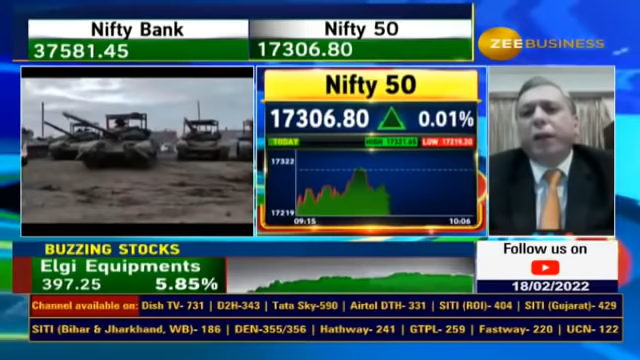 Nifty Bank
37581.45
Nifty 50
17306.80
ZEE BUSINESS
Nifty 50
17306.80 0.01%
TODAY HIGH 17321.65 LOW 17219.20
17322
17219
09:15 10:06
BUZZING STOCKS
Elgi Equipments
397.25 5.85%
Follow us on
18/02/2022
Channel available on: Dish TV- 731 | D2H-343 | Tata Sky-590 | Airtel DTH- 331 | SITI (ROI)- 404 | SITI (Gujarat)- 429
SITI (Bihar & Jharkhand, WB)- 186 | DEN-355/356 | Hathway- 241 | GTPL- 259 | Fastway- 220 | UCN- 122